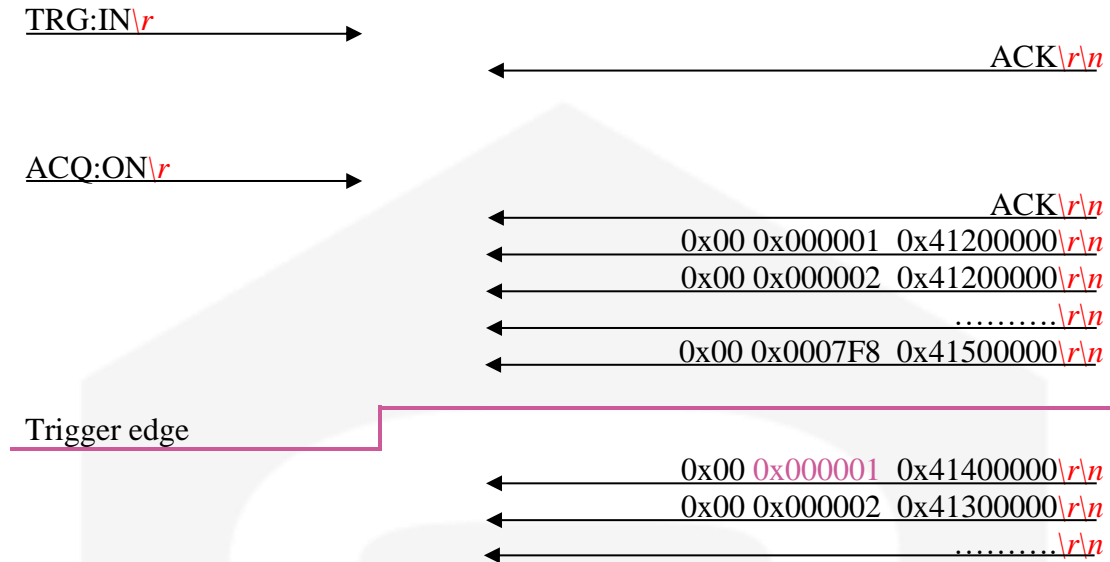 TRG:IN\r
ACK\r\n
ACQ:ON\r
ACK\r\n
0x00 0x000001 0x41200000\r\n
0x00 0x000002 0x41200000\r\n
..........\r\n
0x00 0x0007F8 0x41500000\r\n
Trigger edge
0x00 0x000001 0x41400000\r\n
0x00 0x000002 0x41300000\r\n
..........\r\n